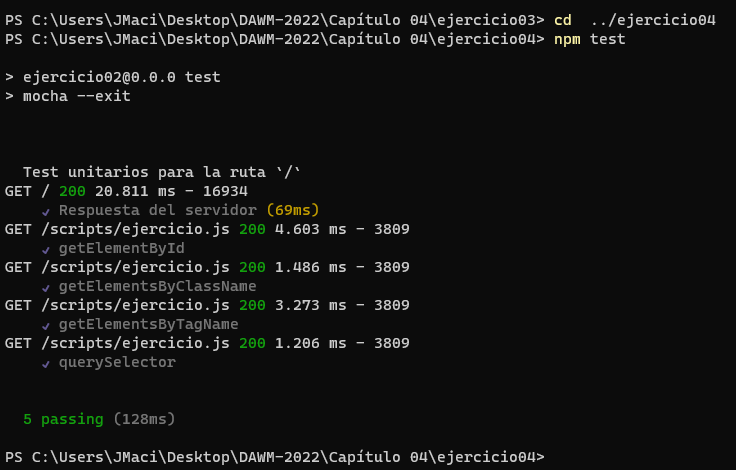 PS C:\Users\JMaci\Desktop\DAWM-2022\Capítulo 04\ejercicio03> cd  ../ejercicio04
PS C:\Users\JMaci\Desktop\DAWM-2022\Capítulo 04\ejercicio04> npm test
> ejercicio02@0.0.0 test
> mocha --exit
Test unitarios para la ruta `/`
GET / 200 20.811 ms - 16934
✔ Respuesta del servidor (69ms)
GET /scripts/ejercicio.js 200 4.603 ms - 3809
✔ getElementById
GET /scripts/ejercicio.js 200 1.486 ms - 3809
✔ getElementsByClassName
GET /scripts/ejercicio.js 200 3.273 ms - 3809
✔ getElementsByTagName
GET /scripts/ejercicio.js 200 1.206 ms - 3809
✔ querySelector
5 passing (128ms)
PS C:\Users\JMaci\Desktop\DAWM-2022\Capítulo 04\ejercicio04>